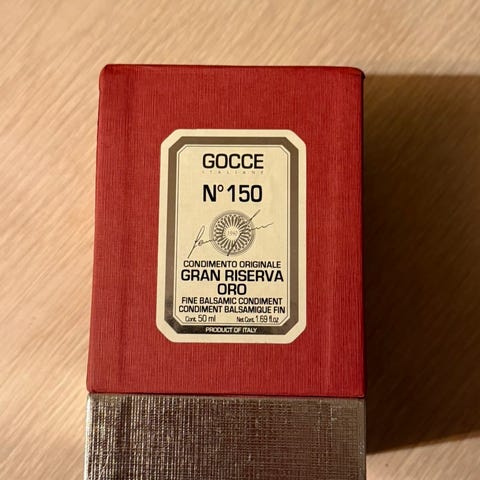 GOCCE
ITALIANE
N° 150
1967
CONDIMENTO ORIGINALE
GRAN RISERVA
ORO
FINE BALSAMIC CONDIMENT
CONDIMENT BALSAMIQUE FIN
Cont. 50 ml Net Cont. 1.69 fl.oz
PRODUCT OF ITALY